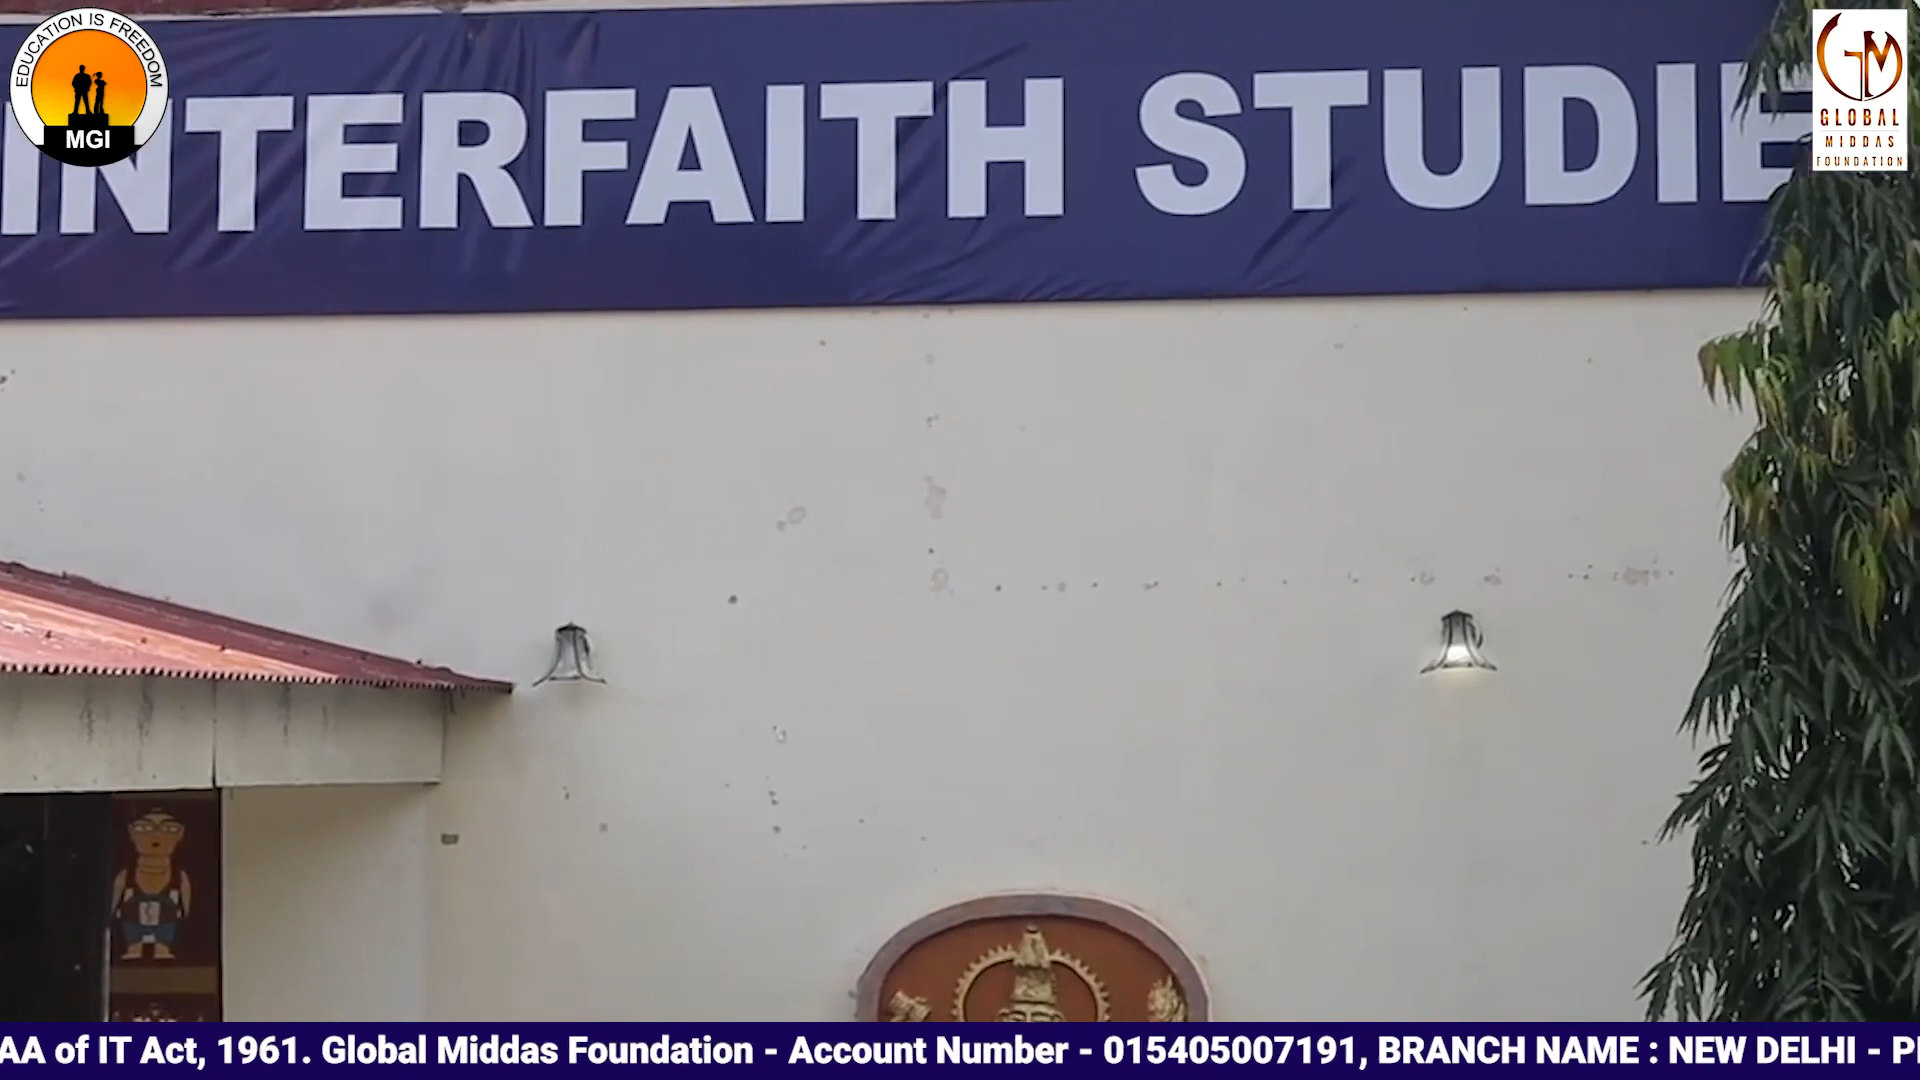 EDUCATION IS FREEDOM
MGI
INTERFAITH STUDIE
GM
GLOBAL
MIDDAS
FOUNDATION
AA of IT Act, 1961. Global Middas Foundation - Account Number - 015405007191, BRANCH NAME : NEW DELHI -